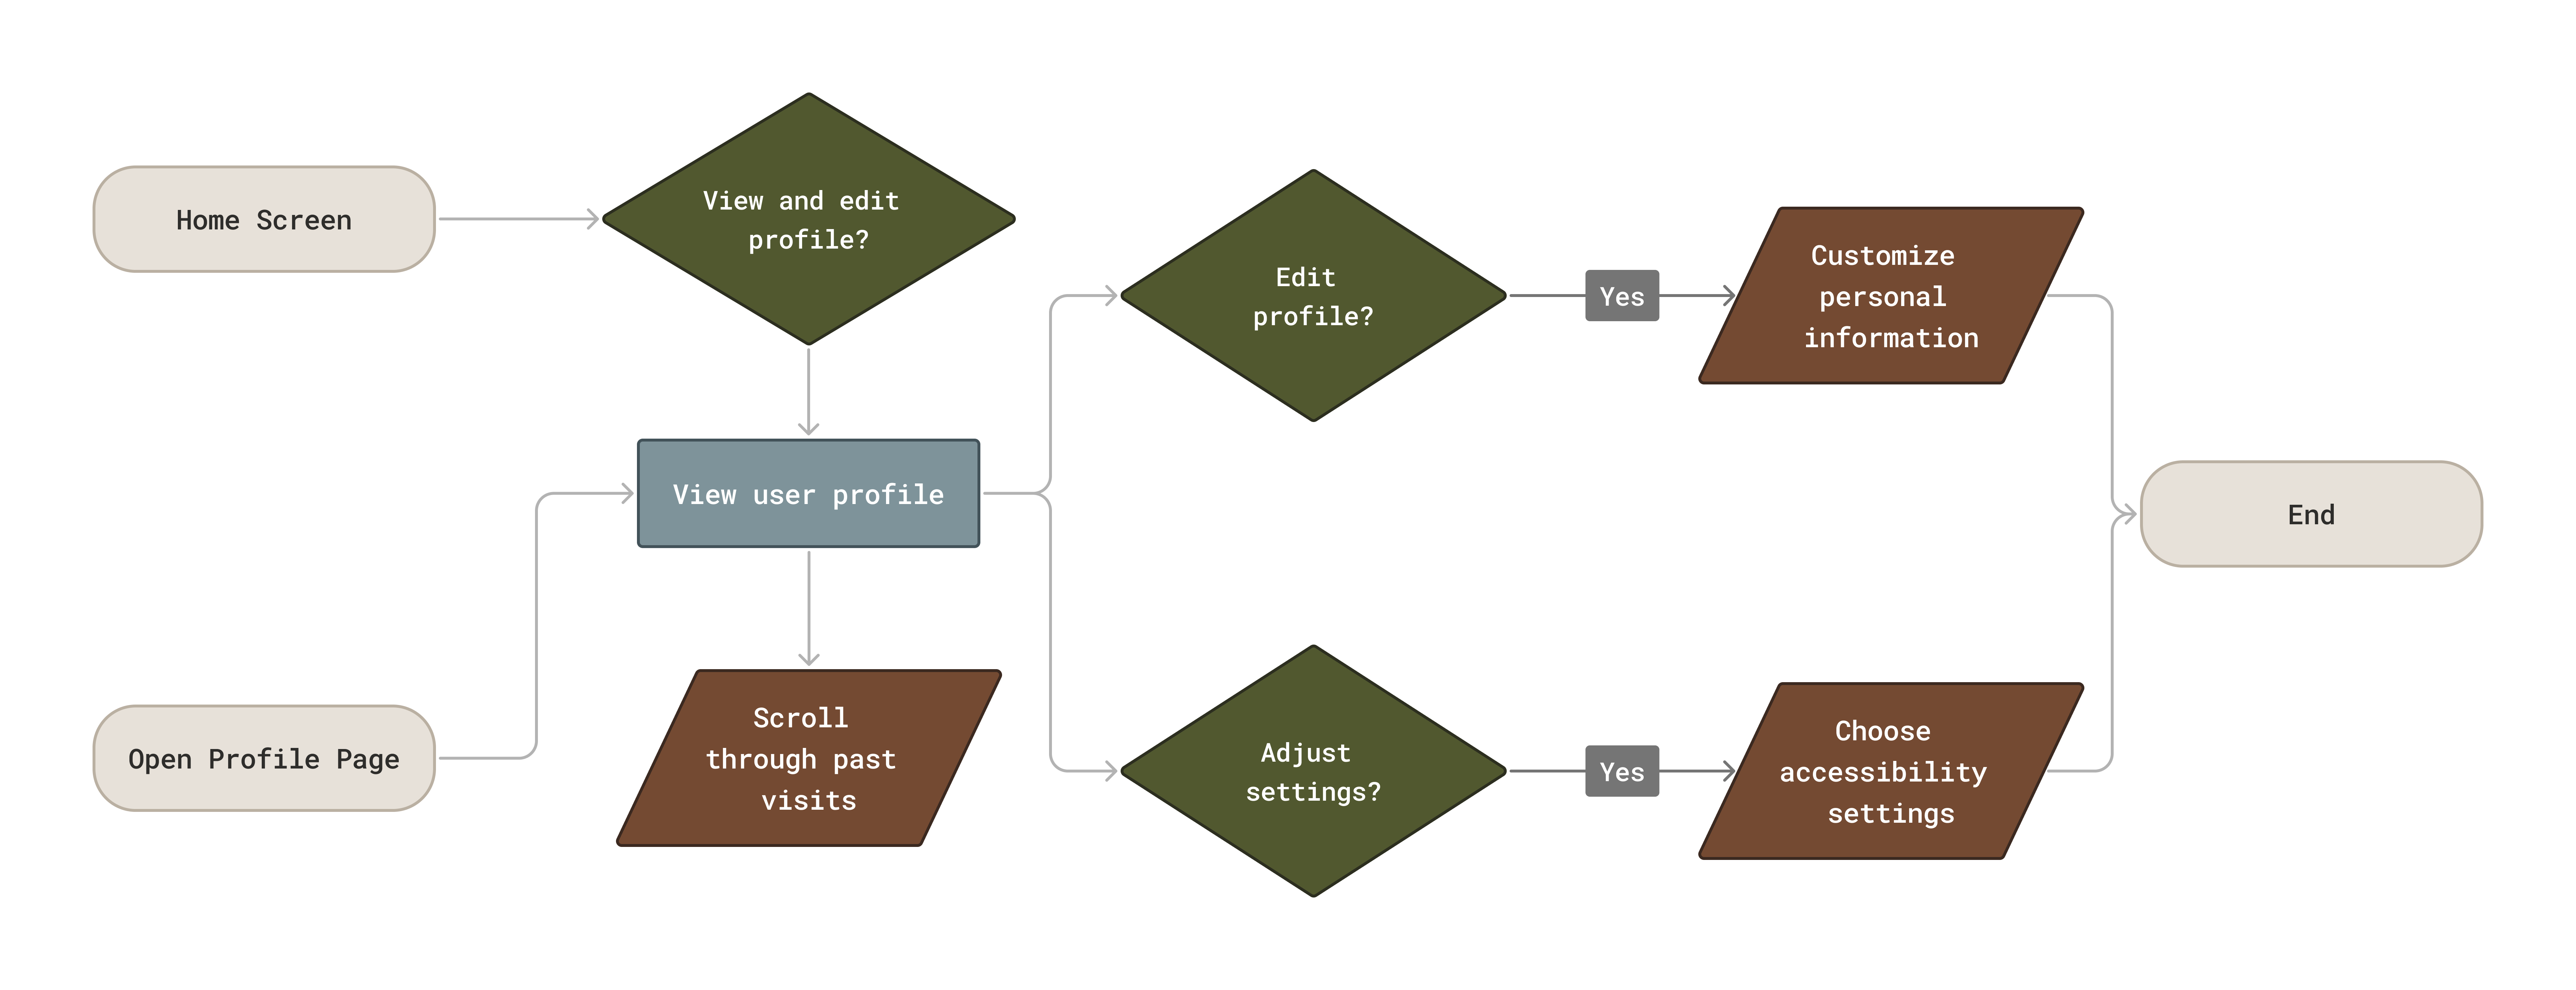 Home Screen
View and edit
profile?
Edit
profile?
Yes
Customize
personal
information
View user profile
End
Open Profile Page
Scroll
through past
visits
Adjust
settings?
Yes
Choose
accessibility
settings